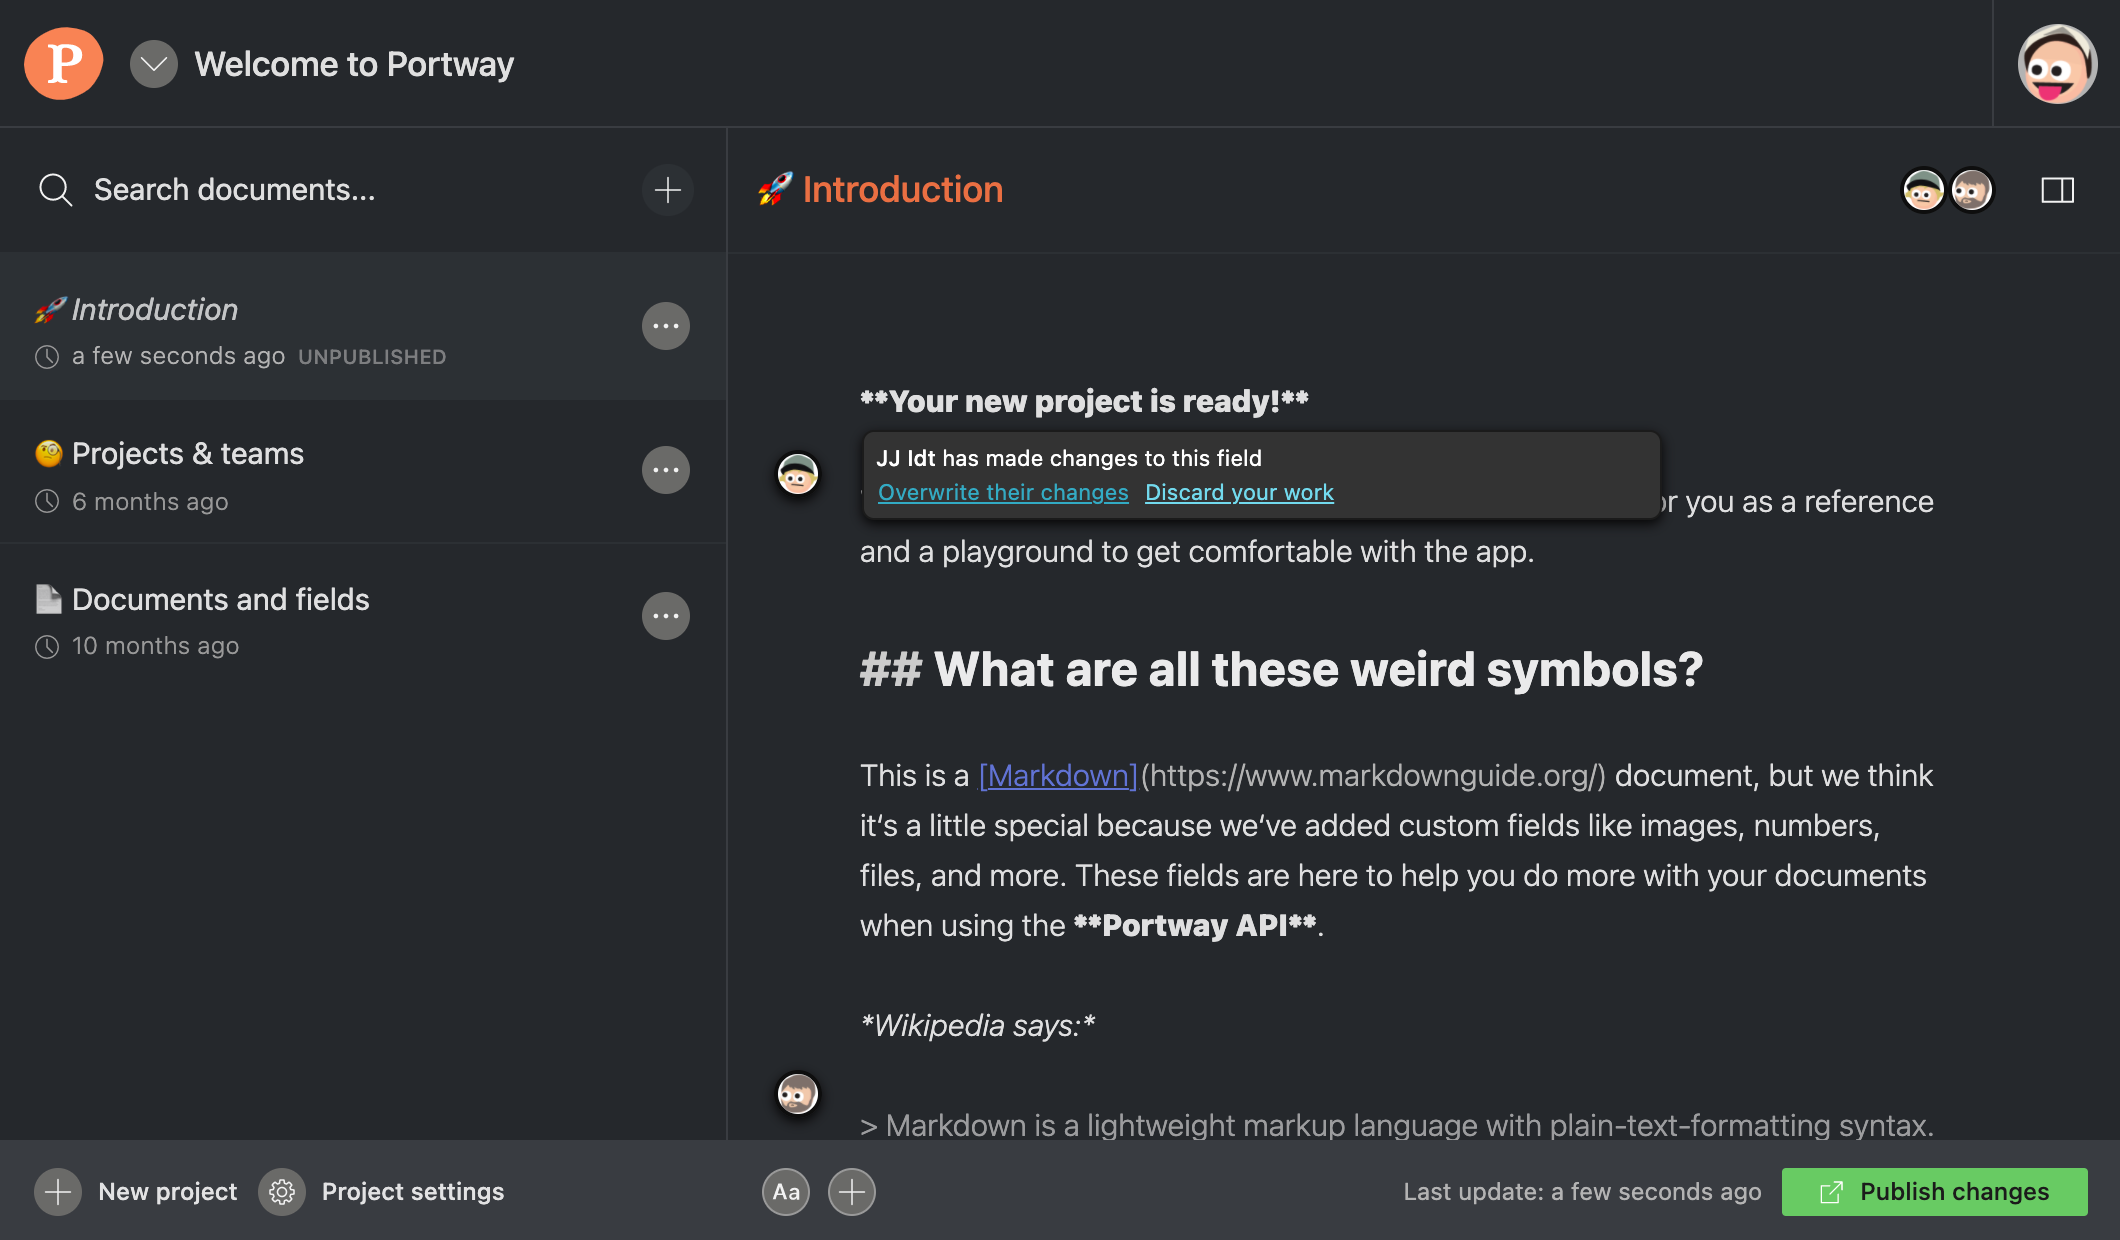 P
Welcome to Portway
Search documents...
Introduction
a few seconds ago UNPUBLISHED
Projects & teams
6 months ago
Documents and fields
10 months ago
Introduction
**Your new project is ready!**
JJ Idt has made changes to this field
Overwrite their changes Discard your work
you as a reference
and a playground to get comfortable with the app.
## What are all these weird symbols?
This is a [Markdown](https://www.markdownguide.org/) document, but we think
it‘s a little special because we‘ve added custom fields like images, numbers,
files, and more. These fields are here to help you do more with your documents
when using the **Portway API**.
*Wikipedia says:*
> Markdown is a lightweight markup language with plain-text-formatting syntax.
New project
Project settings
Aa
Last update: a few seconds ago
Publish changes